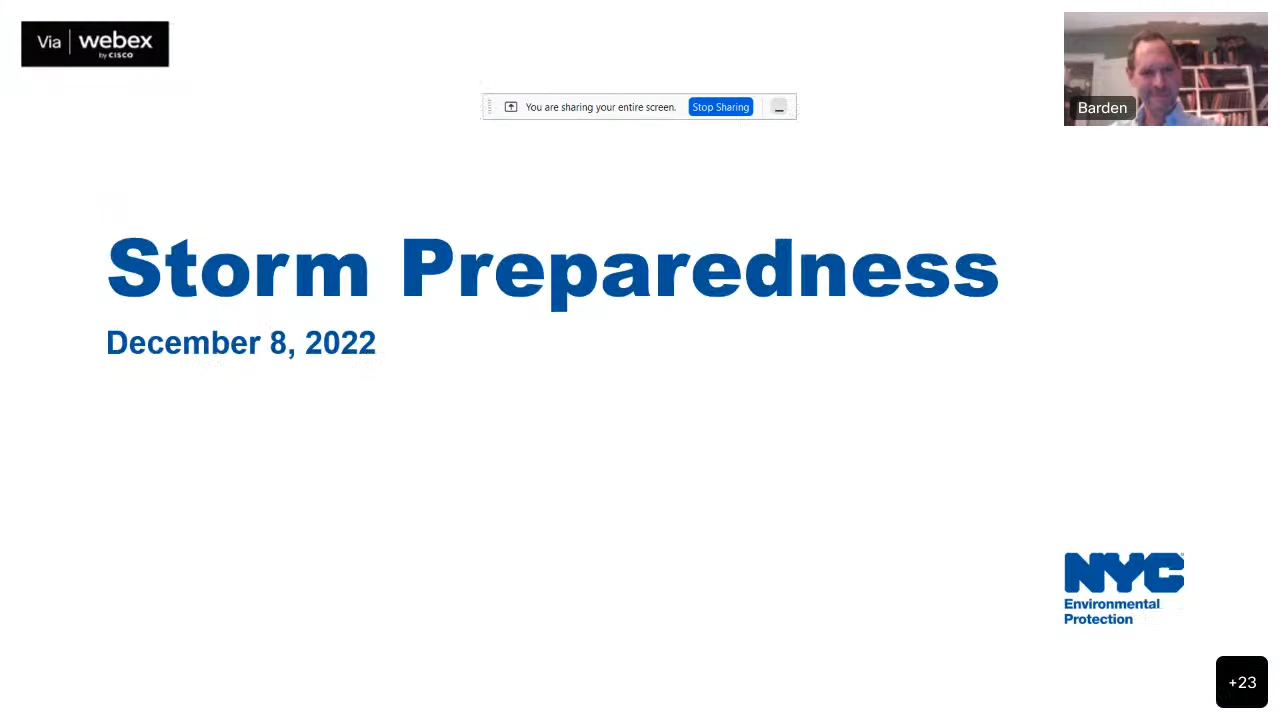 Via webex
by CISCO
You are sharing your entire screen. Stop Sharing
Barden
Storm Preparedness
December 8, 2022
NYC
Environmental
Protection
+23